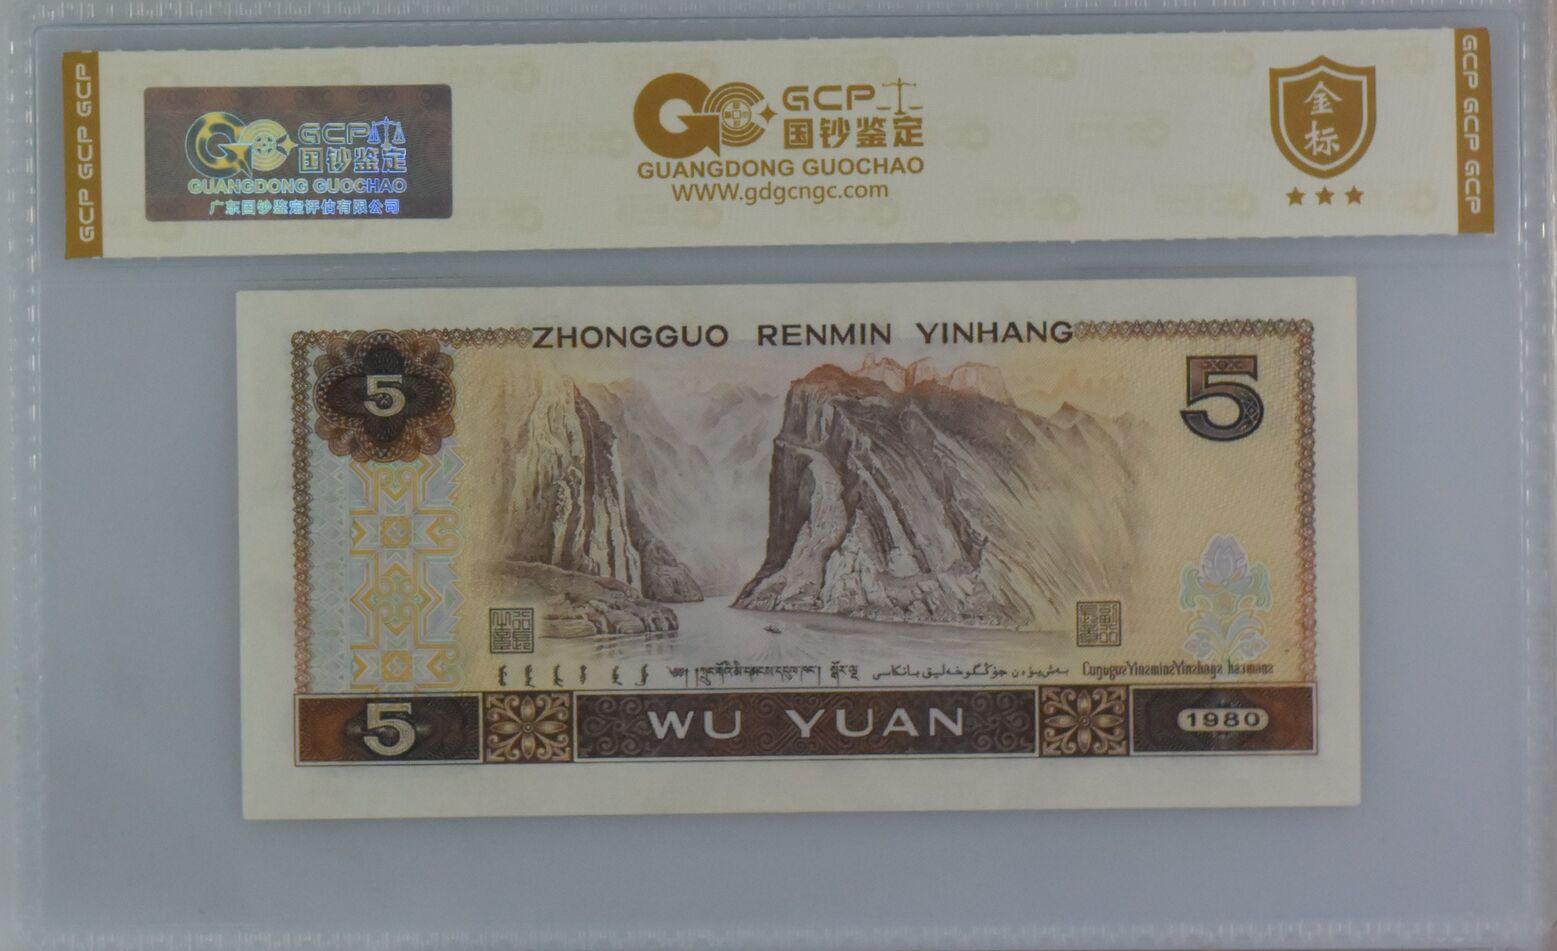 GCP GCP GCP
GCP
国钞鉴定
GUANGDONG GUOCHAO
广东国钞鉴定评估有限公司
GCP
国钞鉴定
GUANGDONG GUOCHAO
WWW.gdgcngc.com
金标
GCP GCP GCP
ZHONGGUO RENMIN YINHANG
5
5
5
WU YUAN
1980